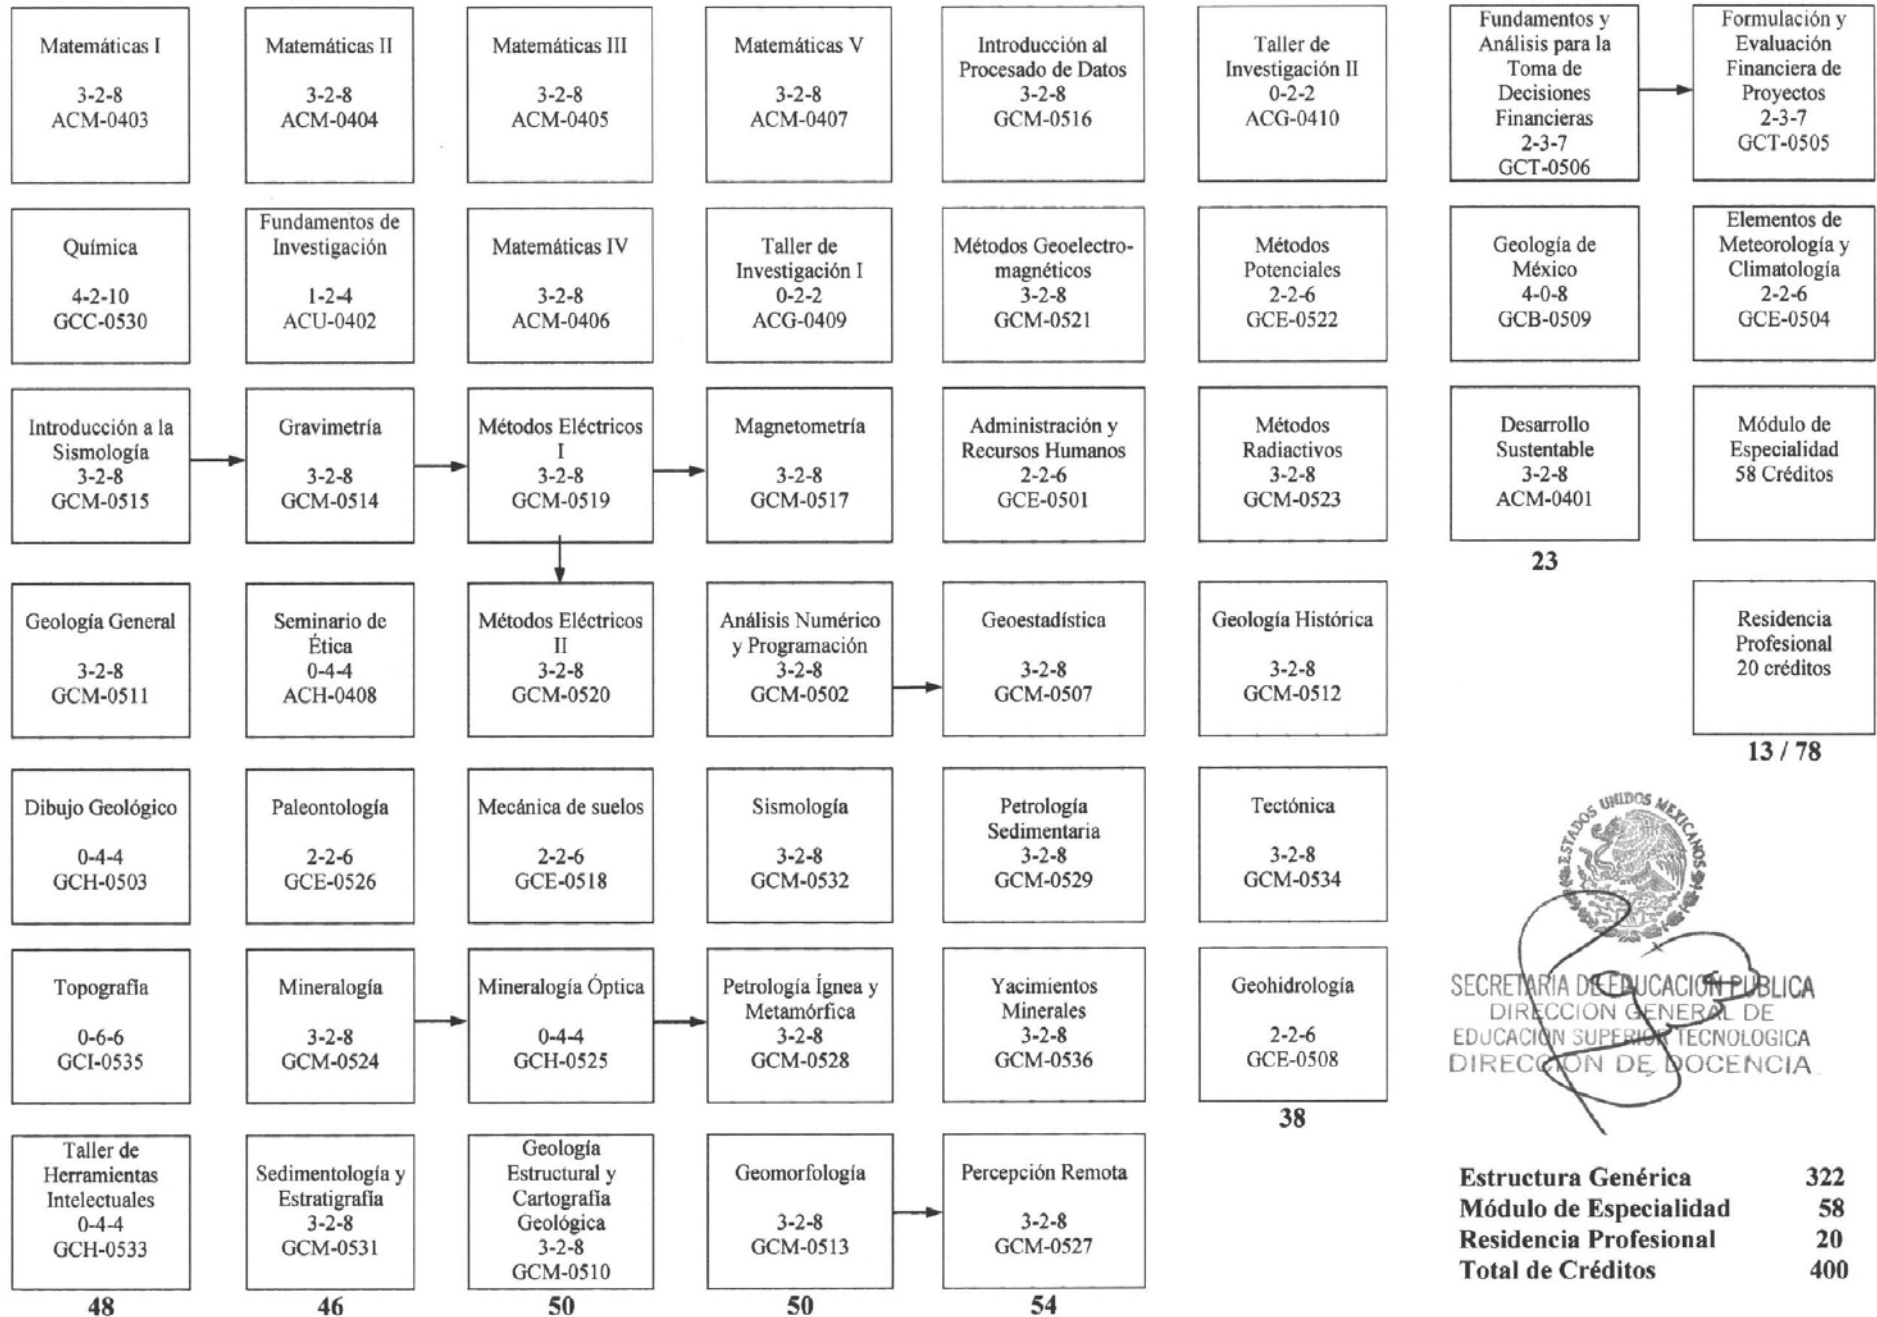 Matemáticas I
3-2-8
ACM-0403
Matemáticas II
3-2-8
ACM-0404
Matemáticas III
3-2-8
ACM-0405
Matemáticas V
3-2-8
ACM-0407
Introducción al
Procesado de Datos
3-2-8
GCM-0516
Taller de
Investigación II
0-2-2
ACG-0410
Fundamentos y
Análisis para la
Toma de
Decisiones
Financieras
2-3-7
GCT-0506
Formulación y
Evaluación
Financiera de
Proyectos
2-3-7
GCT-0505
Química
4-2-10
GCC-0530
Fundamentos de
Investigación
1-2-4
ACU-0402
Matemáticas IV
3-2-8
ACM-0406
Taller de
Investigación I
0-2-2
ACG-0409
Métodos Geoelectro-
magnéticos
3-2-8
GCM-0521
Métodos
Potenciales
2-2-6
GCE-0522
Geología de
México
4-0-8
GCB-0509
Elementos de
Meteorología y
Climatología
2-2-6
GCE-0504
Introducción a la
Sismología
3-2-8
GCM-0515
Gravimetría
3-2-8
GCM-0514
Métodos Eléctricos
I
3-2-8
GCM-0519
Magnetometría
3-2-8
GCM-0517
Administración y
Recursos Humanos
2-2-6
GCE-0501
Métodos
Radiactivos
3-2-8
GCM-0523
Desarrollo
Sustentable
3-2-8
ACM-0401
23
Módulo de
Especialidad
58 Créditos
Geología General
3-2-8
GCM-0511
Seminario de
Ética
0-4-4
ACH-0408
Métodos Eléctricos
II
3-2-8
GCM-0520
Análisis Numérico
y Programación
3-2-8
GCM-0502
Geoestadística
3-2-8
GCM-0507
Geología Histórica
3-2-8
GCM-0512
Residencia
Profesional
20 créditos
13 / 78
Dibujo Geológico
0-4-4
GCH-0503
Paleontología
2-2-6
GCE-0526
Mecánica de suelos
2-2-6
GCE-0518
Sismología
3-2-8
GCM-0532
Petrología
Sedimentaria
3-2-8
GCM-0529
Tectónica
3-2-8
GCM-0534
Topografía
0-6-6
GCI-0535
Mineralogía
3-2-8
GCM-0524
Mineralogía Óptica
0-4-4
GCH-0525
Petrología Ígnea y
Metamórfica
3-2-8
GCM-0528
Yacimientos
Minerales
3-2-8
GCM-0536
Geohidrología
2-2-6
GCE-0508
38
Taller de
Herramientas
Intelectuales
0-4-4
GCH-0533
48
Sedimentología y
Estratigrafía
3-2-8
GCM-0531
46
Geología
Estructural y
Cartografía
Geológica
3-2-8
GCM-0510
50
Geomorfología
3-2-8
GCM-0513
50
Percepción Remota
3-2-8
GCM-0527
54
ESTADOS UNIDOS MEXICANOS
SECRETARIA DE EDUCACION PUBLICA
DIRECCION GENERAL DE
EDUCACION SUPERIOR TECNOLOGICA
DIRECCION DE DOCENCIA
Estructura Genérica 322
Módulo de Especialidad 58
Residencia Profesional 20
Total de Créditos 400